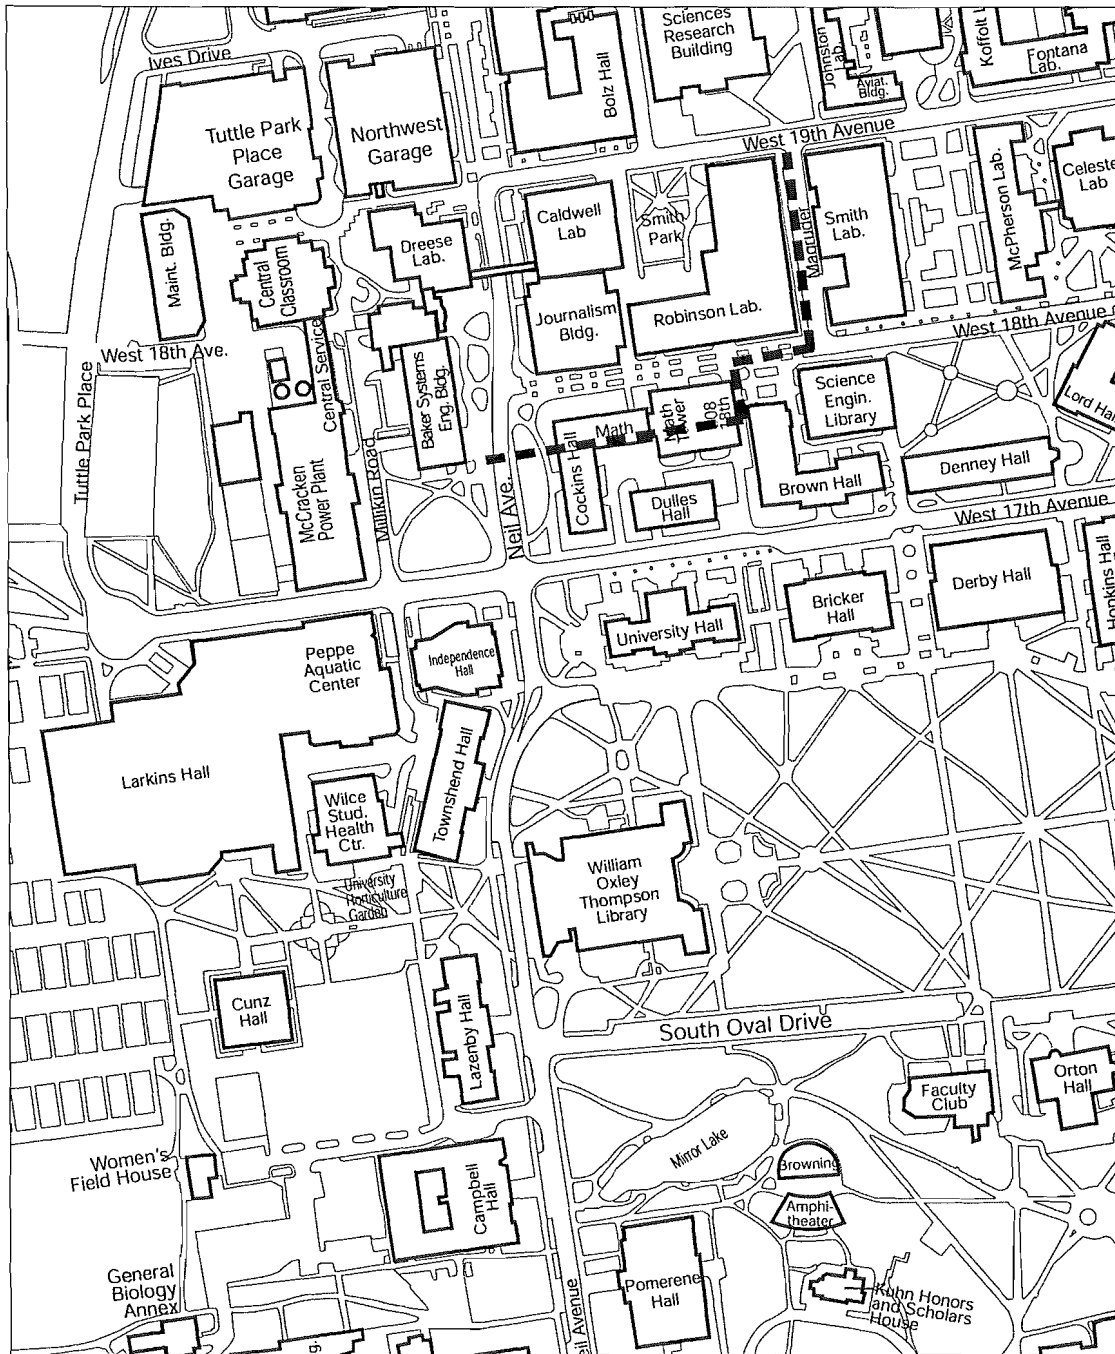 Ives Drive
Tuttle Park
Place
Garage
Northwest
Garage
Bolz Hall
Sciences
Research
Building
Johnston
Lab.
Aviat.
Bldg.
Koffolt L
Fontana
Lab.
West 19th Avenue
Maint. Bldg.
Central
Classroom
Dreese
Lab.
Caldwell
Lab
Smith
Park
Magruder
Smith
Lab.
McPherson Lab.
Celeste
Lab
Journalism
Bldg.
Robinson Lab.
West 18th Avenue
West 18th Ave.
Central Service
Tuttle Park Place
Baker Systems
Eng. Bldg.
Math
Math
Tower
108
18th
Science
Engin.
Library
Lord Hall
McCracken
Power Plant
Millikin Road
Neil Ave.
Cockins Hall
Dulles
Hall
Brown Hall
Denney Hall
West 17th Avenue
Hopkins Hall
Derby Hall
Bricker
Hall
University Hall
Independence
Hall
Peppe
Aquatic
Center
Larkins Hall
Townshend Hall
Wilce
Stud.
Health
Ctr.
University
Horticulture
Garden
William
Oxley
Thompson
Library
Cunz
Hall
Lazenby Hall
South Oval Drive
Faculty
Club
Orton
Hall
Mirror Lake
Browning
Amphi-
theater
Women's
Field House
Campbell
Hall
General
Biology
Annex
Pomerene
Hall
Kuhn Honors
and Scholars
House
eil Avenue
g.